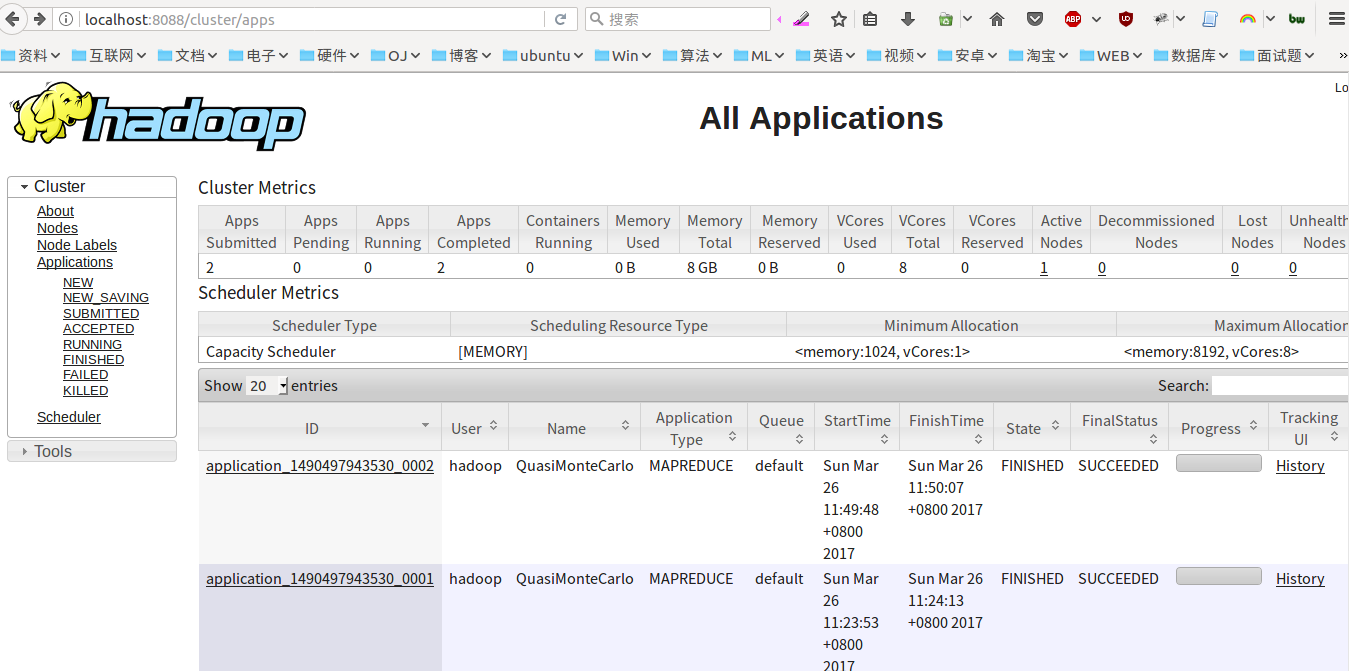 localhost:8088/cluster/apps
搜索
ABP
UD
bw
资料 互联网 文档 电子 硬件 OJ 博客 ubuntu Win 算法 ML 英语 视频 安卓 淘宝 WEB 数据库 面试题 »
Lo
hadoop
All Applications
Cluster
About
Nodes
Node Labels
Applications
NEW
NEW_SAVING
SUBMITTED
ACCEPTED
RUNNING
FINISHED
FAILED
KILLED
Scheduler
Tools
Cluster Metrics
Apps Apps Apps Apps Containers Memory Memory Memory VCores VCores VCores Active Decommissioned Lost Unhealth
Submitted Pending Running Completed Running Used Total Reserved Used Total Reserved Nodes Nodes Nodes Nodes
2 0 0 2 0 0 B 8 GB 0 B 0 8 0 1 0 0 0
Scheduler Metrics
Scheduler Type Scheduling Resource Type Minimum Allocation Maximum Allocation
Capacity Scheduler [MEMORY] <memory:1024, vCores:1> <memory:8192, vCores:8>
Show 20 entries Search:
ID User Name Application Type Queue StartTime FinishTime State FinalStatus Progress Tracking UI
application_1490497943530_0002 hadoop QuasiMonteCarlo MAPREDUCE default Sun Mar Sun Mar 26 FINISHED SUCCEEDED History
26 11:50:07
11:49:48 +0800 2017
+0800
2017
application_1490497943530_0001 hadoop QuasiMonteCarlo MAPREDUCE default Sun Mar Sun Mar 26 FINISHED SUCCEEDED History
26 11:24:13
11:23:53 +0800 2017
+0800
2017